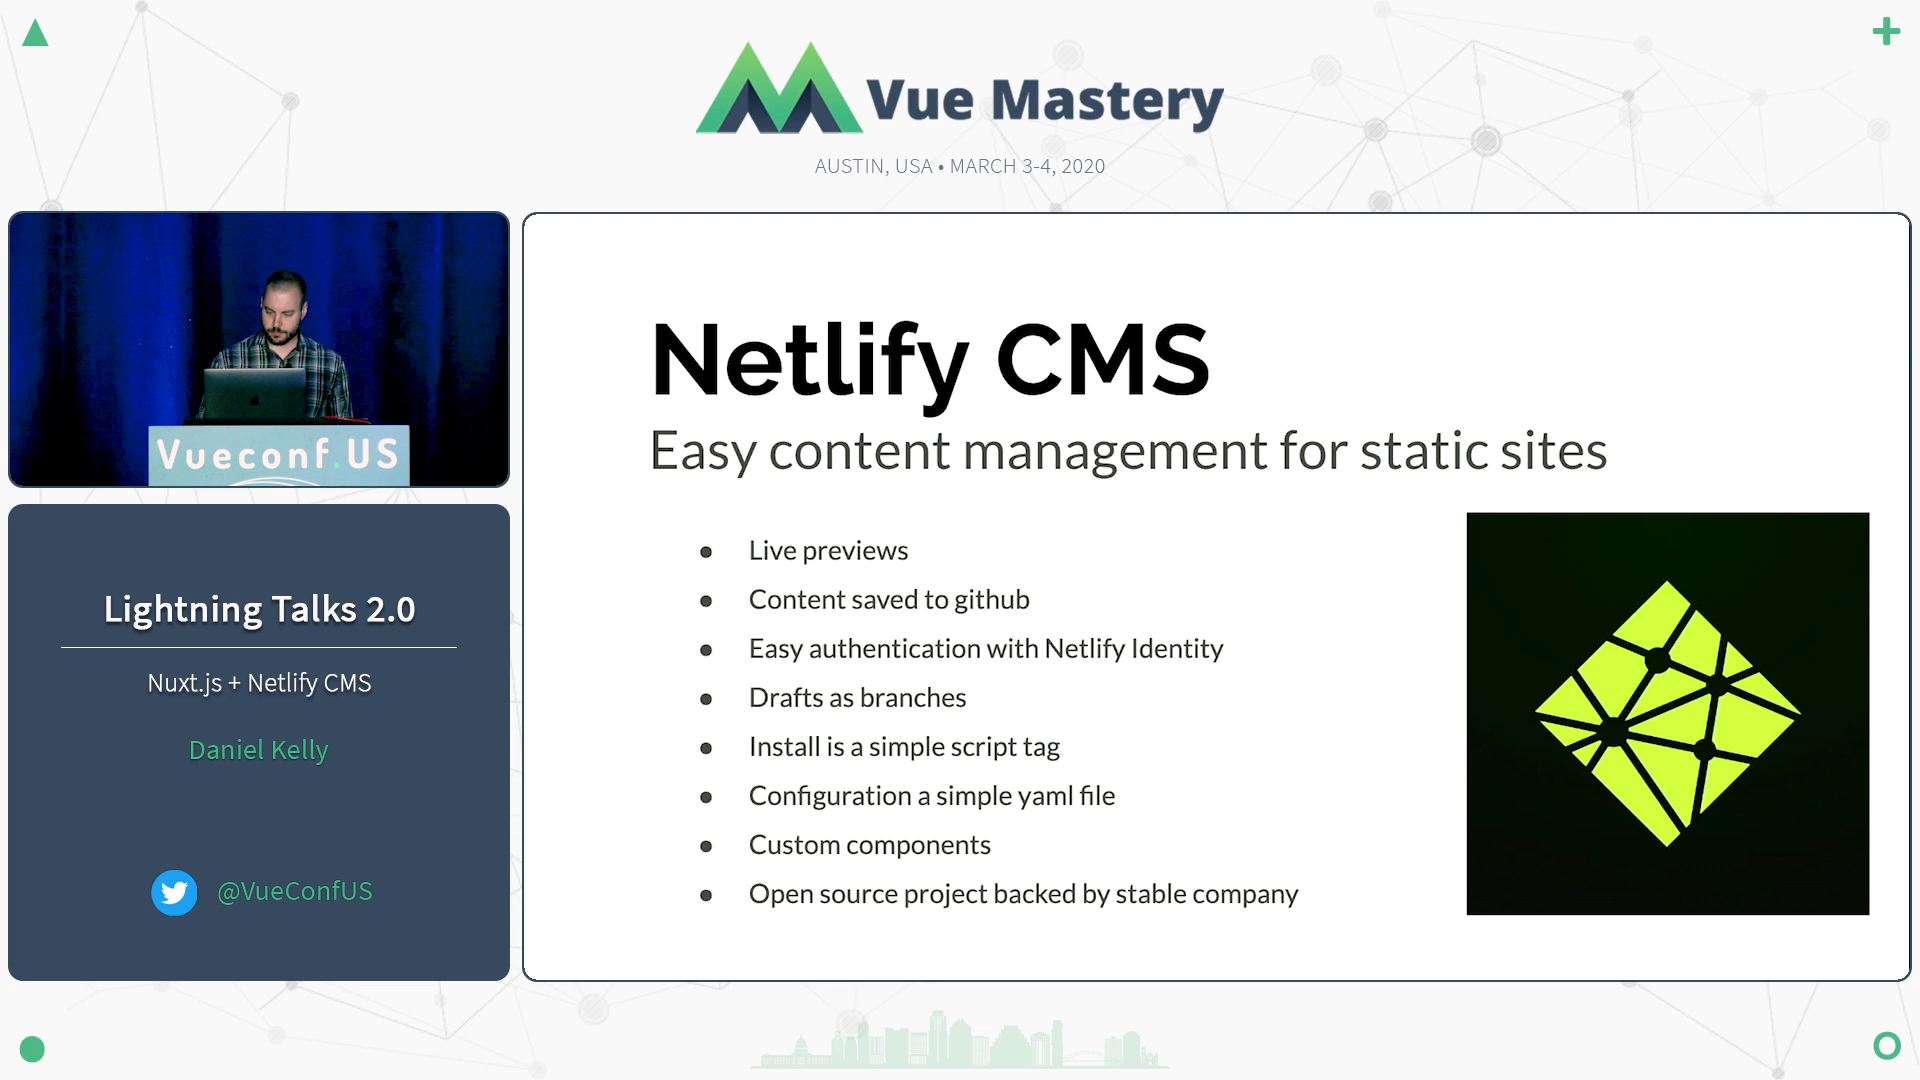 Vue Mastery
AUSTIN, USA • MARCH 3-4, 2020
Vueconf.US
Lightning Talks 2.0
Nuxt.js + Netlify CMS
Daniel Kelly
@VueConfUS
Netlify CMS
Easy content management for static sites
● Live previews
● Content saved to github
● Easy authentication with Netlify Identity
● Drafts as branches
● Install is a simple script tag
● Configuration a simple yaml file
● Custom components
● Open source project backed by stable company